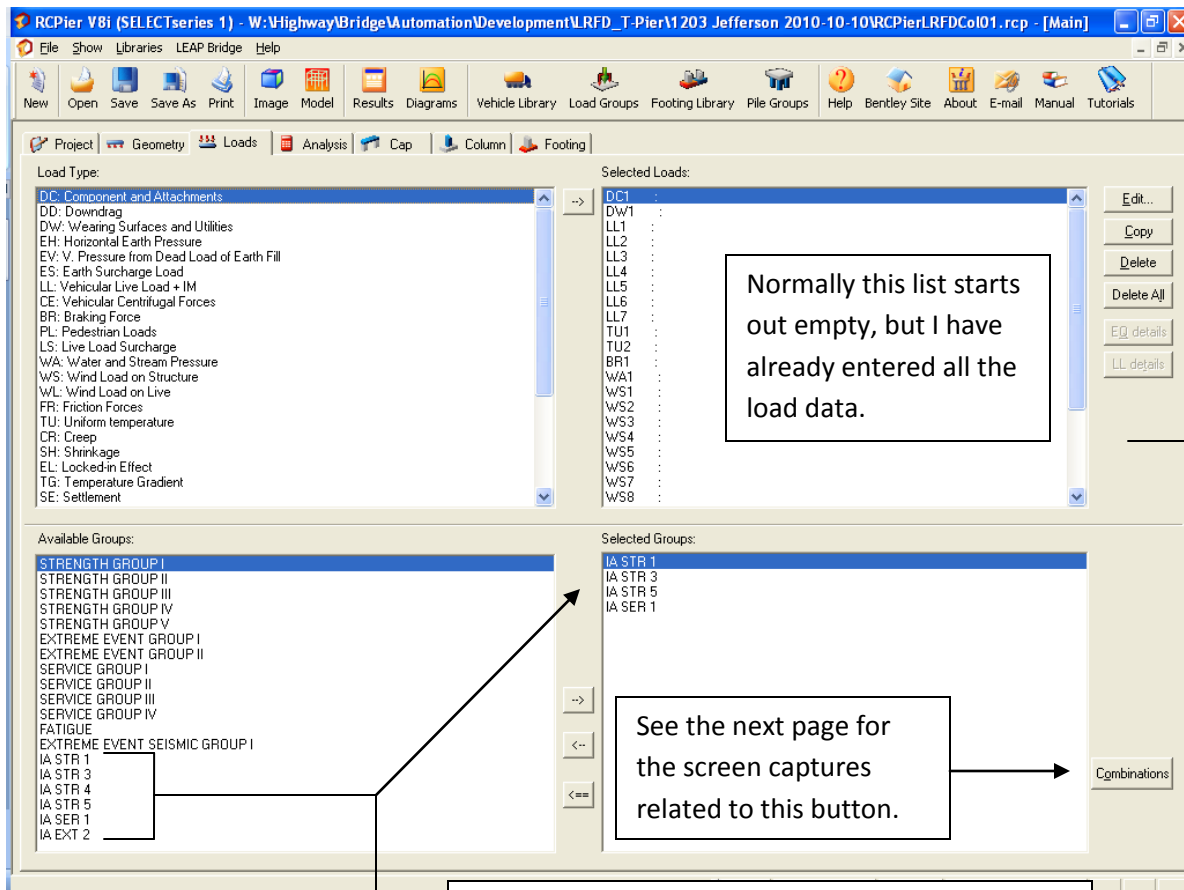 RCPier V8i (SELECTseries 1) - W:\Highway\Bridge\Automation\Development\LRFD_T-Pier\1203 Jefferson 2010-10-10\RCPierLRFDCol01.rcp - [Main]
File Show Libraries LEAP Bridge Help
New Open Save Save As Print Image Model Results Diagrams Vehicle Library Load Groups Footing Library Pile Groups Help Bentley Site About E-mail Manual Tutorials
Project Geometry Loads Analysis Cap Column Footing
Load Type:
DC: Component and Attachments
DD: Downdrag
DW: Wearing Surfaces and Utilities
EH: Horizontal Earth Pressure
EV: V. Pressure from Dead Load of Earth Fill
ES: Earth Surcharge Load
LL: Vehicular Live Load + IM
CE: Vehicular Centrifugal Forces
BR: Braking Force
PL: Pedestrian Loads
LS: Live Load Surcharge
WA: Water and Stream Pressure
WS: Wind Load on Structure
WL: Wind Load on Live
FR: Friction Forces
TU: Uniform temperature
CR: Creep
SH: Shrinkage
EL: Locked-in Effect
TG: Temperature Gradient
SE: Settlement
-->
Selected Loads:
DC1 :
DW1 :
LL1 :
LL2 :
LL3 :
LL4 :
LL5 :
LL6 :
LL7 :
TU1 :
TU2 :
BR1 :
WA1 :
WS1 :
WS2 :
WS3 :
WS4 :
WS5 :
WS6 :
WS7 :
WS8 :
Normally this list starts
out empty, but I have
already entered all the
load data.
Edit...
Copy
Delete
Delete All
EQ details
LL details
Available Groups:
STRENGTH GROUP I
STRENGTH GROUP II
STRENGTH GROUP III
STRENGTH GROUP IV
STRENGTH GROUP V
EXTREME EVENT GROUP I
EXTREME EVENT GROUP II
SERVICE GROUP I
SERVICE GROUP II
SERVICE GROUP III
SERVICE GROUP IV
FATIGUE
EXTREME EVENT SEISMIC GROUP I
IA STR 1
IA STR 3
IA STR 4
IA STR 5
IA SER 1
IA EXT 2
-->
<--
<==
Selected Groups:
IA STR 1
IA STR 3
IA STR 5
IA SER 1
See the next page for
the screen captures
related to this button.
Combinations